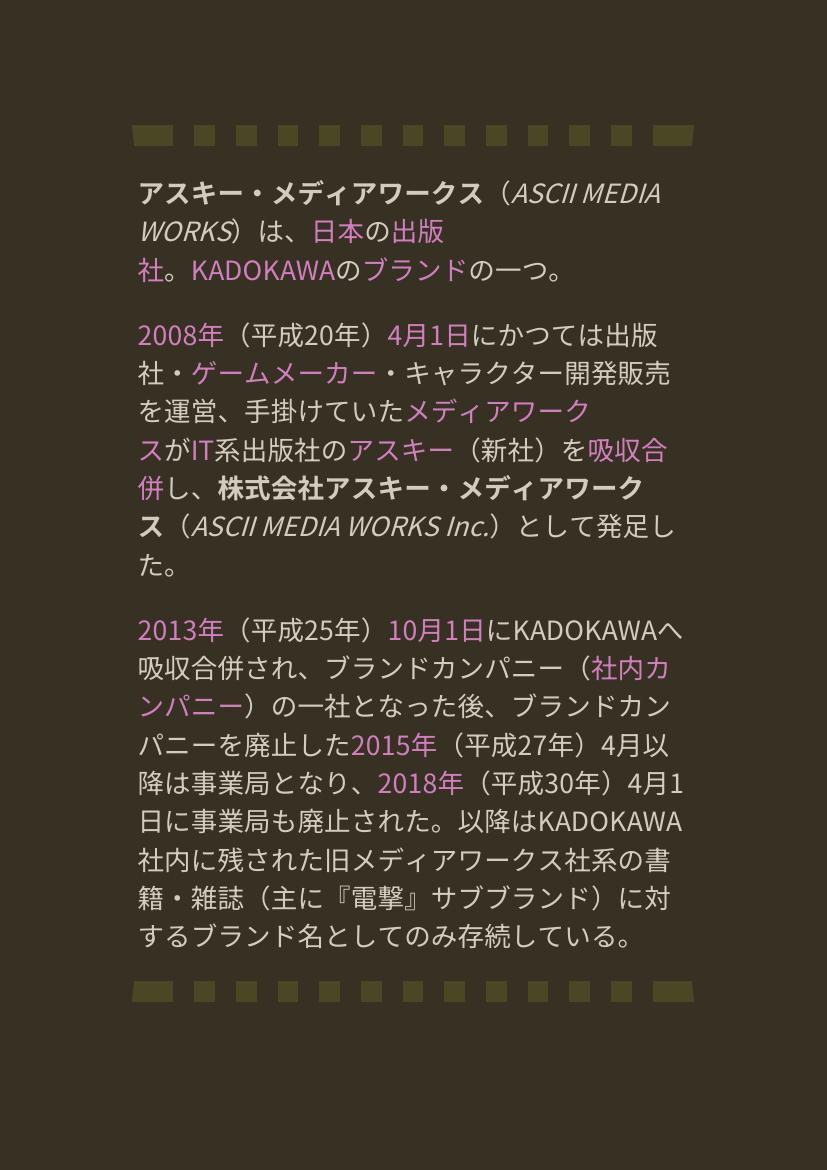 アスキー・メディアワークス（ASCII MEDIA
WORKS）は、日本の出版
社。KADOKAWAのブランドの一つ。
2008年（平成20年）4月1日にかつては出版
社・ゲームメーカー・キャラクター開発販売
を運営、手掛けていたメディアワーク
スがIT系出版社のアスキー（新社）を吸収合
併し、株式会社アスキー・メディアワーク
ス（ASCII MEDIA WORKS Inc.）として発足し
た。
2013年（平成25年）10月1日にKADOKAWAへ
吸収合併され、ブランドカンパニー（社内カ
ンパニー）の一社となった後、ブランドカン
パニーを廃止した2015年（平成27年）4月以
降は事業局となり、2018年（平成30年）4月1
日に事業局も廃止された。以降はKADOKAWA
社内に残された旧メディアワークス社系の書
籍・雑誌（主に『電撃』サブブランド）に対
するブランド名としてのみ存続している。